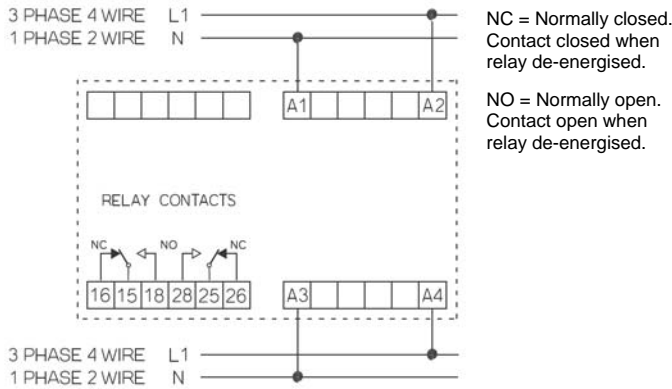 3 PHASE 4 WIRE L1
1 PHASE 2 WIRE N
NC = Normally closed.
Contact closed when
relay de-energised.
NO = Normally open.
Contact open when
relay de-energised.
A1 A2
RELAY CONTACTS
NC NO NC
16 15 18 28 25 26
A3 A4
3 PHASE 4 WIRE L1
1 PHASE 2 WIRE N